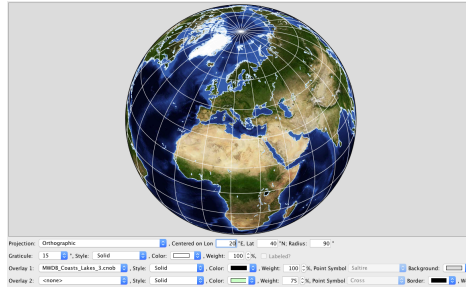 Projection: Orthographic , Centered on Lon 20 °E, Lat 40 °N, Radius: 90 °
Graticule: 15 °, Style: Solid , Color: , Weight: 100 %, Labeled?
Overlay 1: MWDB_Coasts_Lakes_3.cnob , Style: Solid , Color: , Weight: 100 %, Point Symbol Saltire Background:
Overlay 2: <none> , Style: Solid , Color: , Weight: 75 %, Point Symbol Cross Border: , W